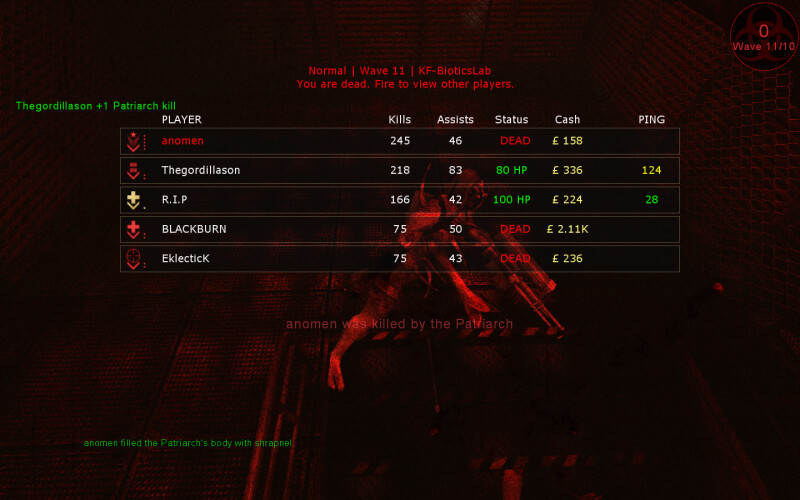 0
Wave 11/10
Normal | Wave 11 | KF-BioticsLab
You are dead. Fire to view other players.
Thegordillason +1 Patriarch kill
PLAYER Kills Assists Status Cash PING
anomen 245 46 DEAD £ 158
Thegordillason 218 83 80 HP £ 336 124
R.I.P 166 42 100 HP £ 224 28
BLACKBURN 75 50 DEAD £ 2.11K
EklecticK 75 43 DEAD £ 236
anomen was killed by the Patriarch
anomen filled the Patriarch's body with shrapnel